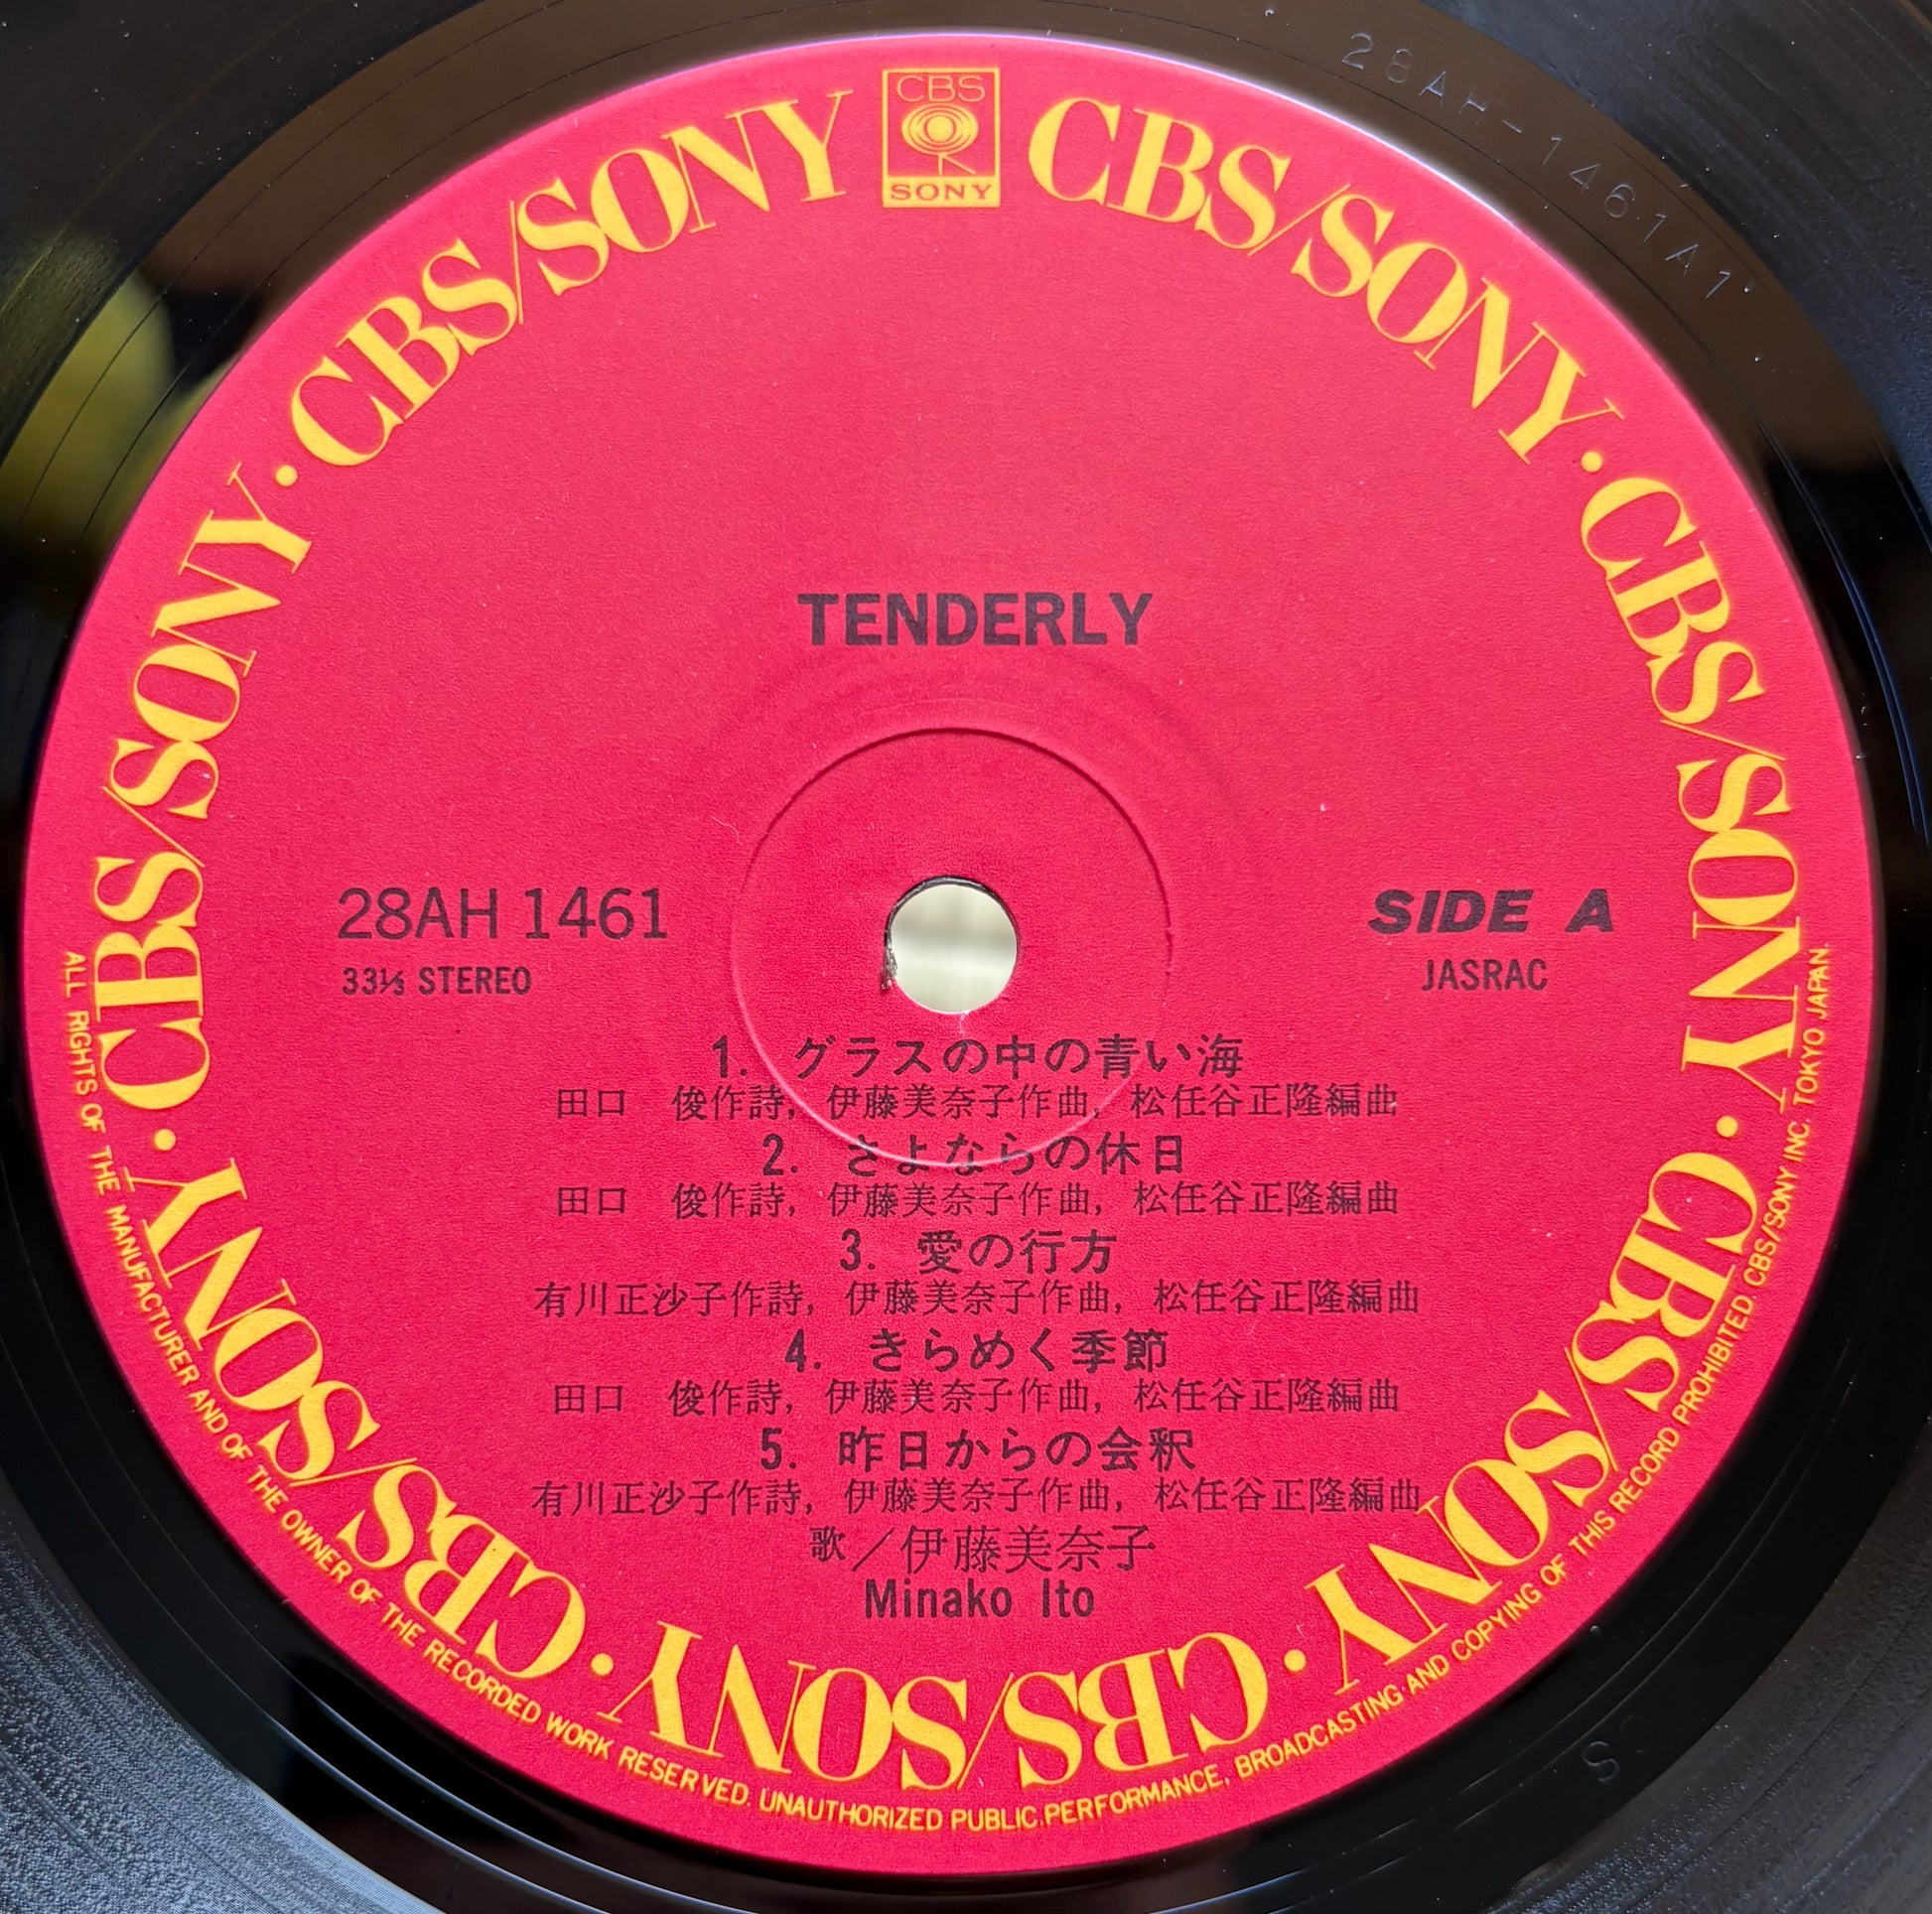 CBS
SONY
CBS/SONY · CBS/SONY · CBS/SONY · CBS/SONY · CBS/SONY · CBS/SONY · CBS/SONY · CBS/SONY
28AH-1461A1
TENDERLY
28AH 1461
SIDE A
33⅓ STEREO
JASRAC
1. グラスの中の青い海
田口 俊作詩, 伊藤美奈子作曲, 松任谷正隆編曲
2. さよならの休日
田口 俊作詩, 伊藤美奈子作曲, 松任谷正隆編曲
3. 愛の行方
有川正沙子作詩, 伊藤美奈子作曲, 松任谷正隆編曲
4. きらめく季節
田口 俊作詩, 伊藤美奈子作曲, 松任谷正隆編曲
5. 昨日からの会釈
有川正沙子作詩, 伊藤美奈子作曲, 松任谷正隆編曲
歌/伊藤美奈子
Minako Ito
ALL RIGHTS OF THE MANUFACTURER AND OF THE OWNER OF THE RECORDED WORK RESERVED. UNAUTHORIZED PUBLIC PERFORMANCE, BROADCASTING AND COPYING OF THIS RECORD PROHIBITED. CBS/SONY INC. TOKYO JAPAN.